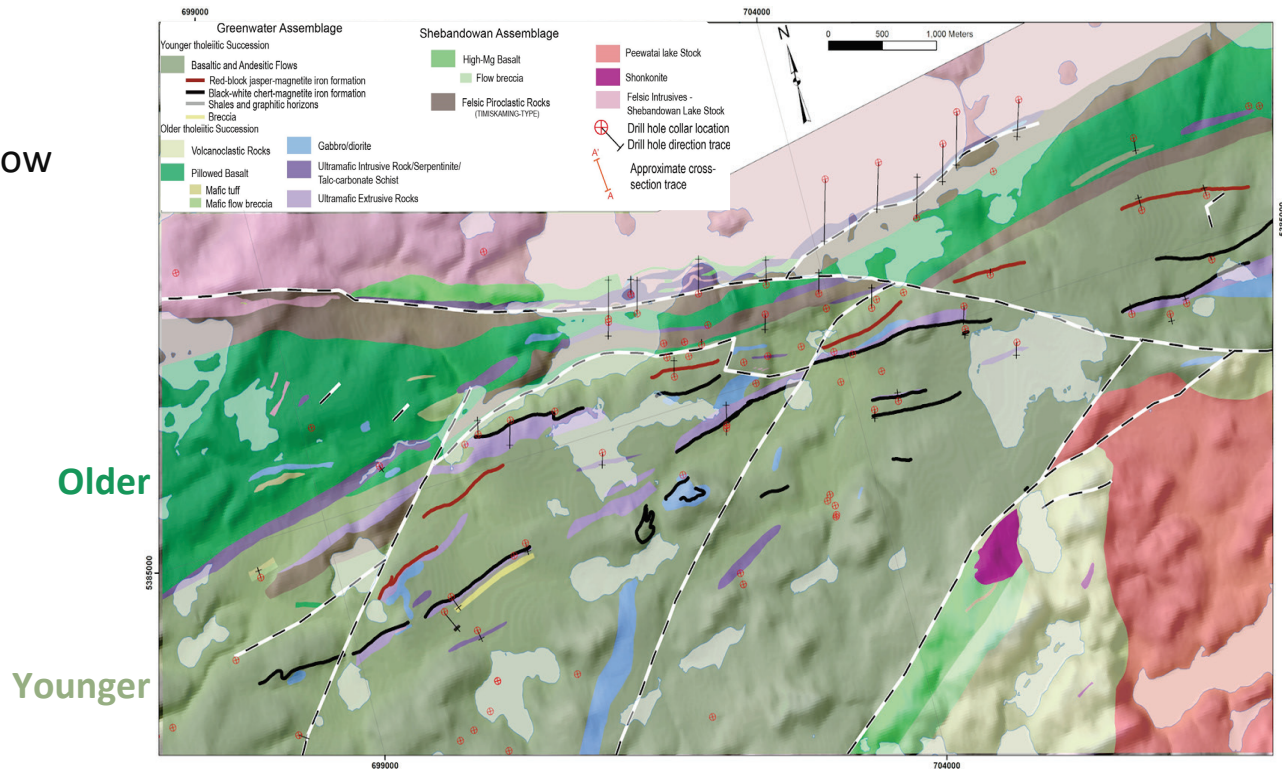 699000
704000
Greenwater Assemblage
Younger tholeiitic Succession
Basaltic and Andesitic Flows
Red-block jasper-magnetite iron formation
Black-white chert-magnetite iron formation
Shales and graphitic horizons
Breccia
Older tholeiitic Succession
Volcanoclastic Rocks
Pillowed Basalt
Mafic tuff
Mafic flow breccia
Gabbro/diorite
Ultramafic Intrusive Rock/Serpentinite/
Talc-carbonate Schist
Ultramafic Extrusive Rocks
Shebandowan Assemblage
High-Mg Basalt
Flow breccia
Felsic Piroclastic Rocks
(TIMISKAMING-TYPE)
Peewatai lake Stock
Shonkonite
Felsic Intrusives -
Shebandowan Lake Stock
Drill hole collar location
Drill hole direction trace
A'
Approximate cross-
section trace
A
N
0 500 1,000 Meters
ow
Older
Younger
5385000
5385000
699000
704000